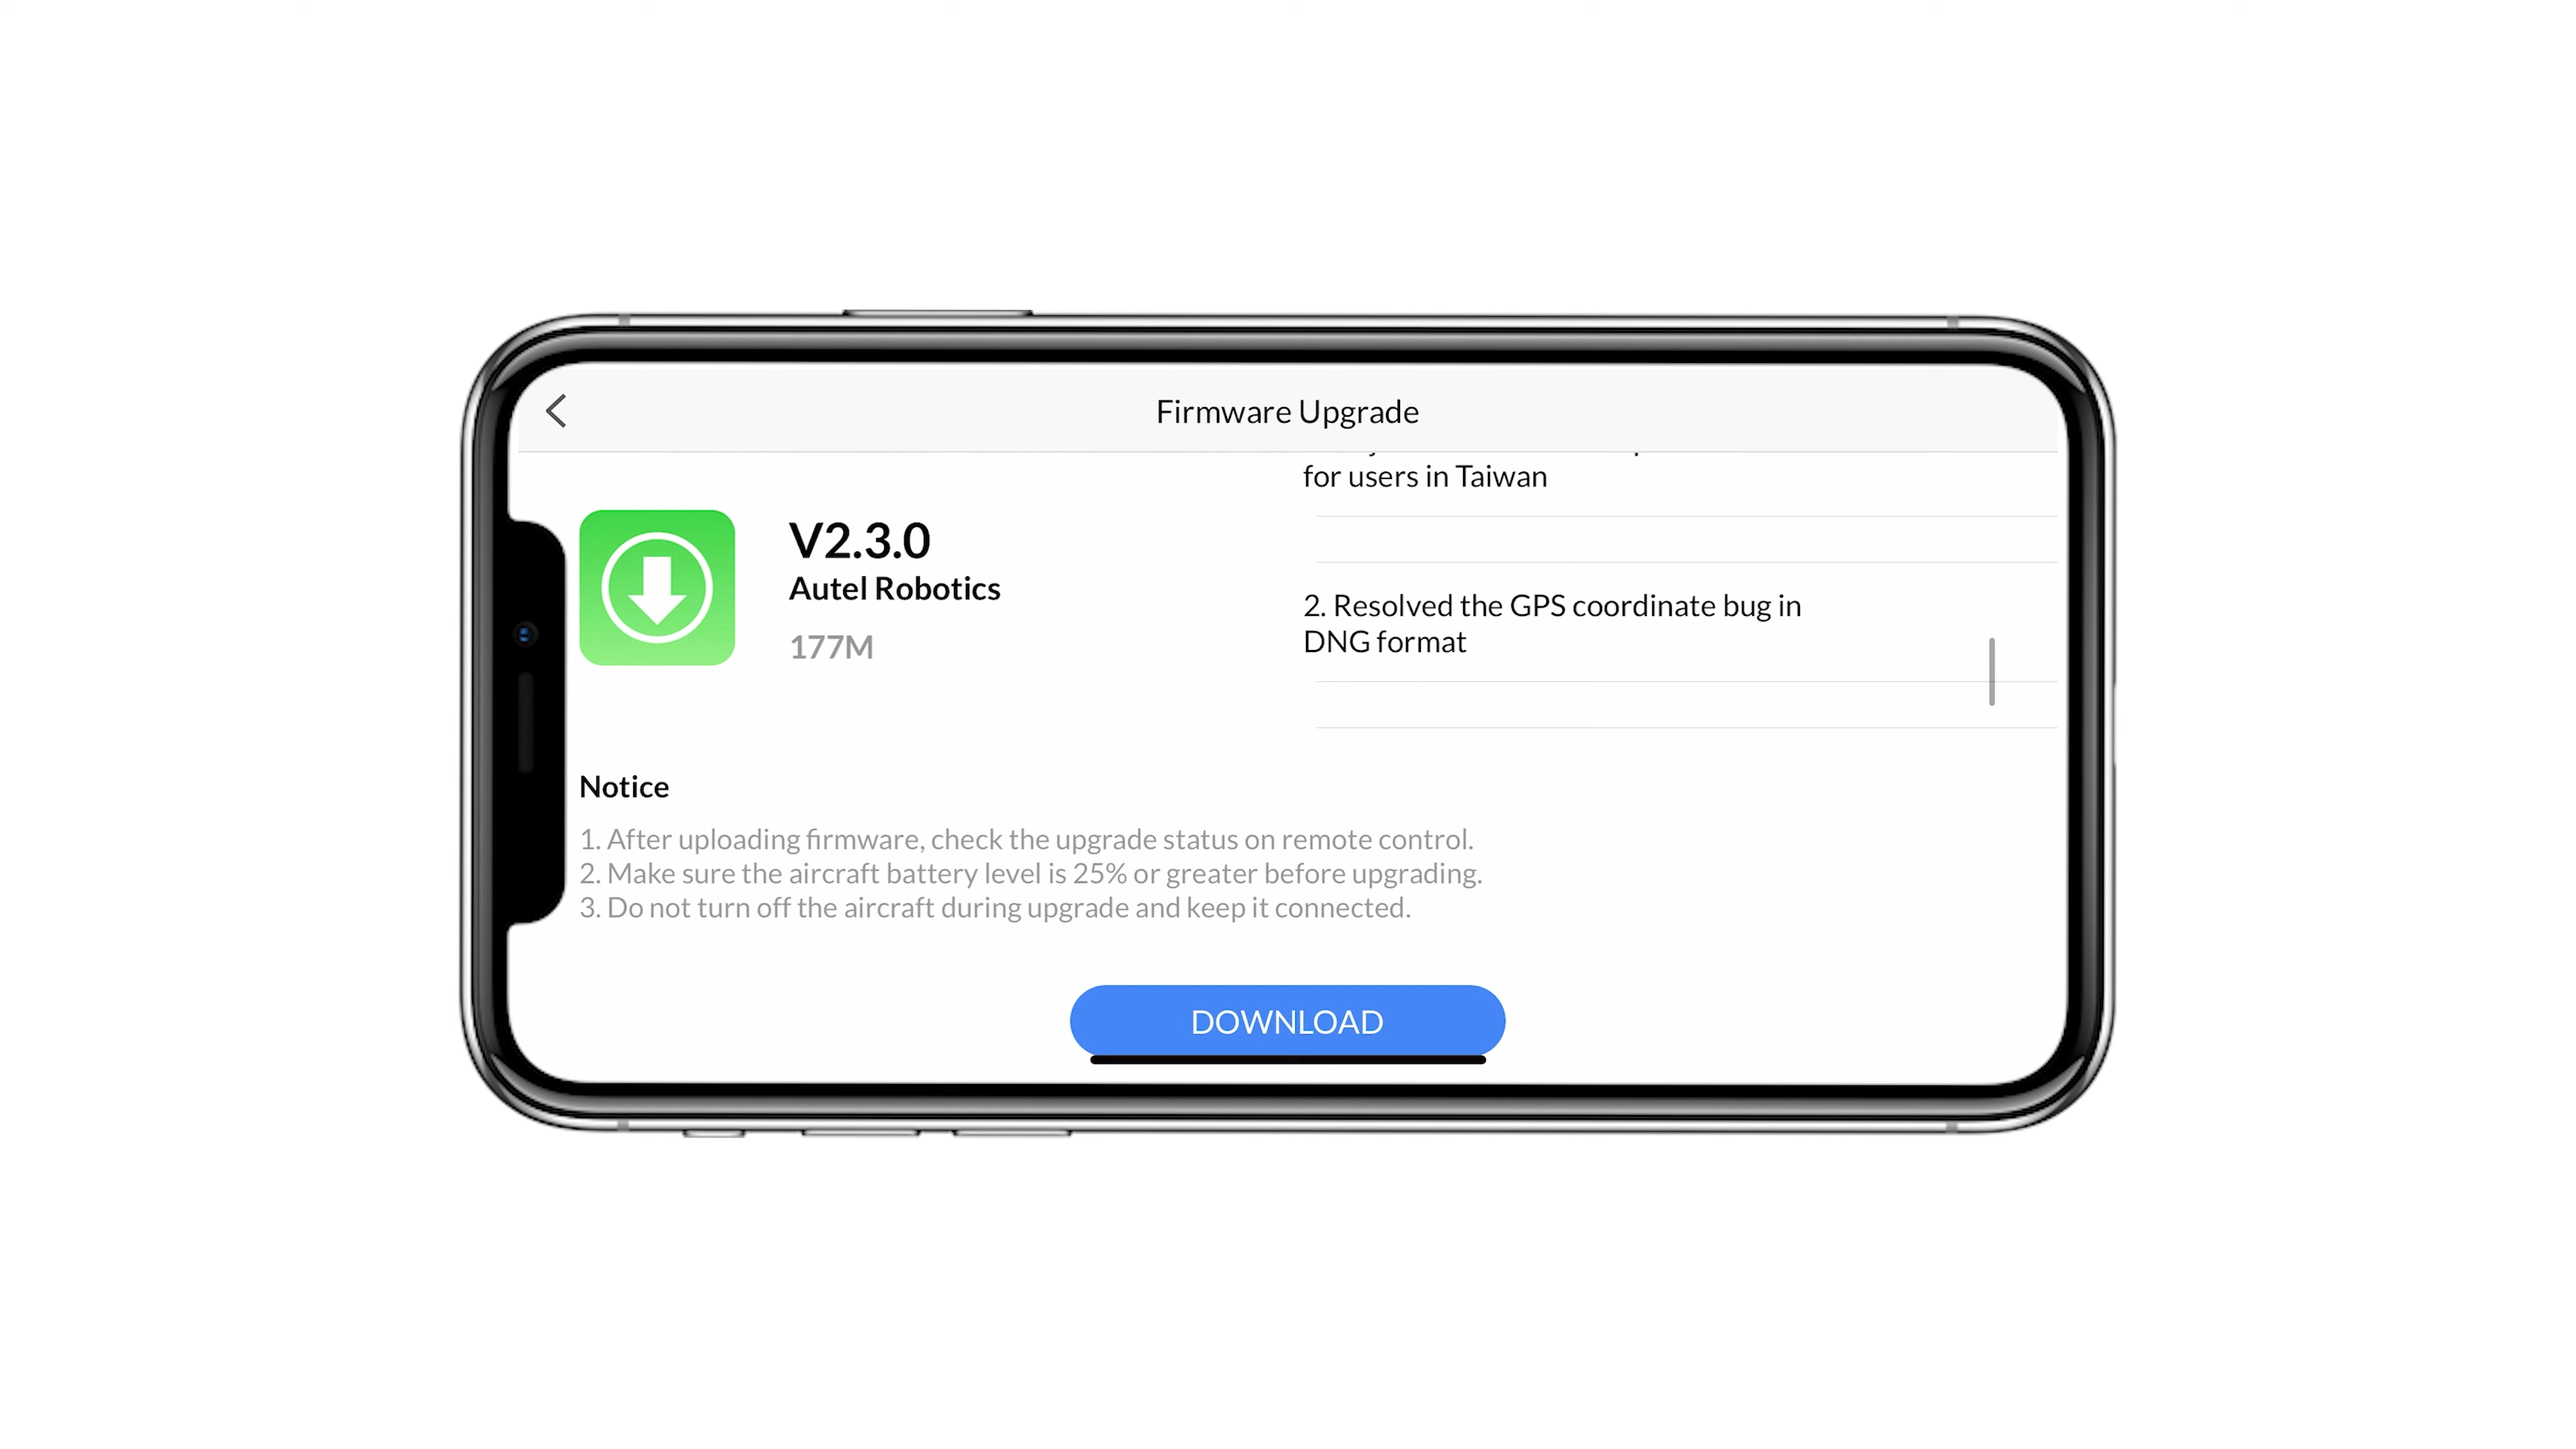 Firmware Upgrade
for users in Taiwan
V2.3.0
Autel Robotics
177M
2. Resolved the GPS coordinate bug in
DNG format
Notice
1. After uploading firmware, check the upgrade status on remote control.
2. Make sure the aircraft battery level is 25% or greater before upgrading.
3. Do not turn off the aircraft during upgrade and keep it connected.
DOWNLOAD